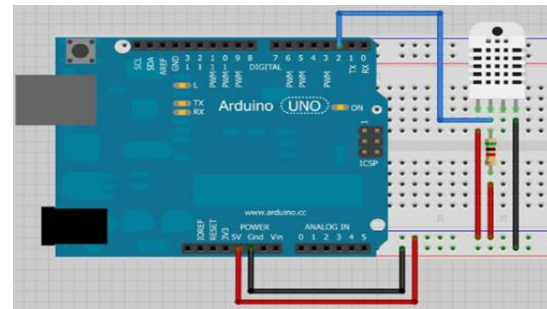 SCL
SDA
AREF
GND
13
12
PWM 11
PWM 10
PWM 9
8
7
PWM 6
PWM 5
4
PWM 3
2
TX 1
RX 0
DIGITAL
L
TX
RX
Arduino UNO
ON
1
ICSP
www.arduino.cc
IOREF
RESET
3V3
5V
Gnd
Vin
POWER
ANALOG IN
0 1 2 3 4 5